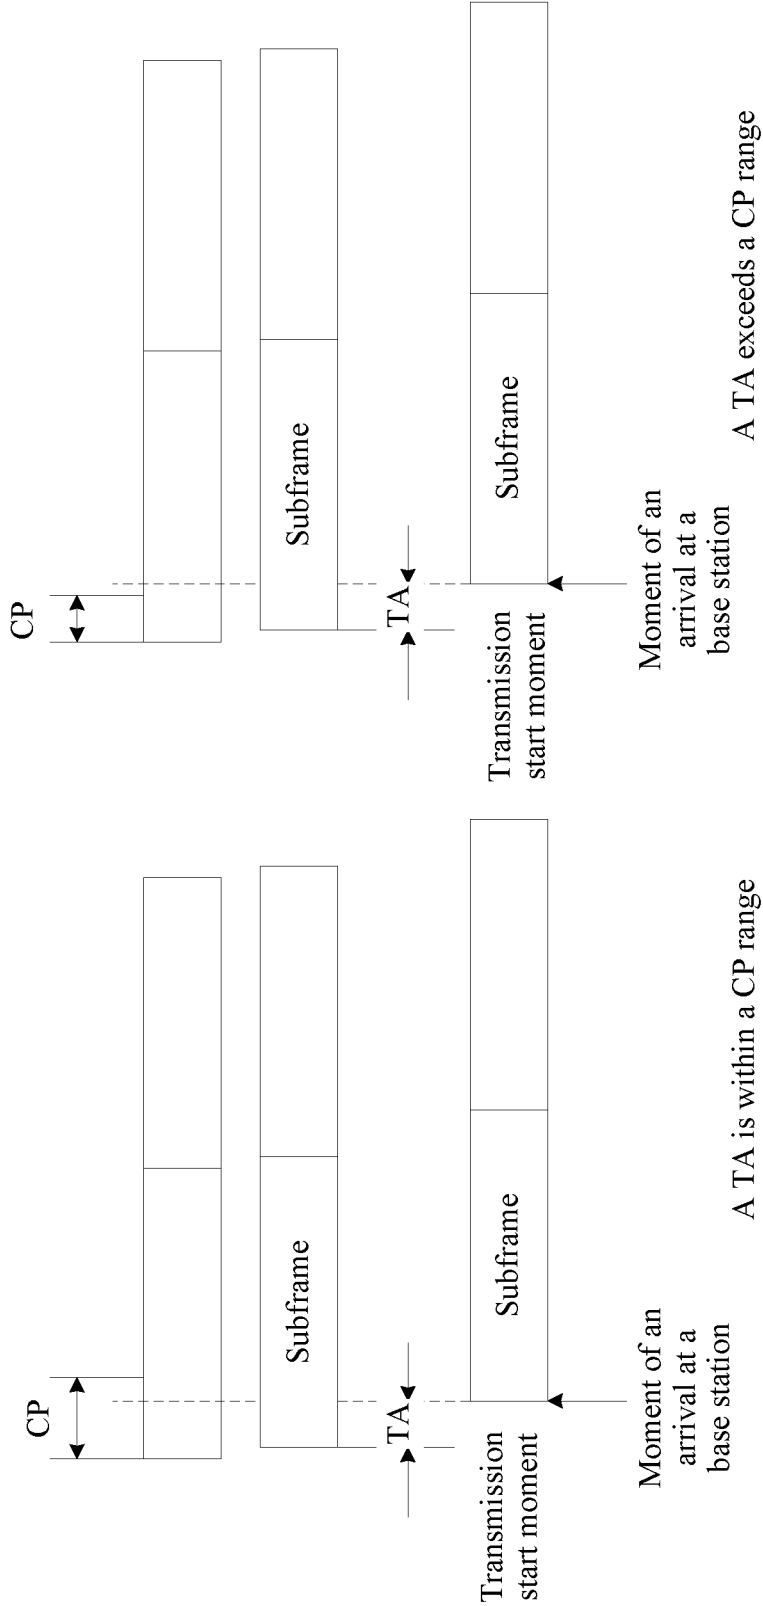 CP
Subframe
TA
Transmission
start moment
Subframe
Moment of an
arrival at a
base station
A TA is within a CP range
CP
Subframe
TA
Transmission
start moment
Subframe
Moment of an
arrival at a
base station
A TA exceeds a CP range